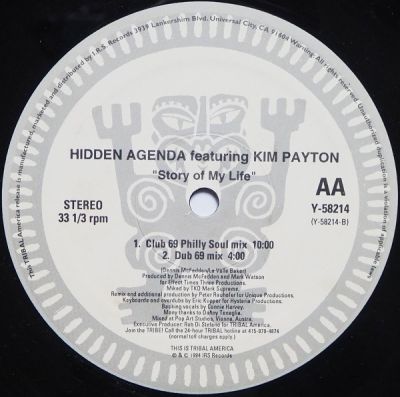 This TRIBAL America release is manufactured, marketed and distributed by I.R.S. Records 3939 Lankershim Blvd. Universal City, CA 91604 Warning: All rights reserved. Unauthorized duplication is a violation of applicable laws.
HIDDEN AGENDA featuring KIM PAYTON
"Story of My Life"
STEREO
33 1/3 rpm
AA
Y-58214
(Y-58214-B)
1. Club 69 Philly Soul mix 10:00
2. Dub 69 mix 4:00
(Dennis McFadden/Le Valle Baker)
Produced by Dennis McFadden and Mark Watson
for Effect Times Three Productions.
Mixed by TKO Mark Supreme.
Remix and additional production by Peter Rauhofer for Unique Productions.
Keyboards and overdubs by Eric Kupper for Hysteria Productions.
Backing vocals by Connie Harvey.
Many thanks to Danny Tenaglia.
Mixed at Pop Art Studios, Vienna, Austra.
Executive Producer: Rob Di Stefano for TRIBAL America.
Join the TRIBE! Call the 24-hour TRIBAL hotline at 415-979-4874
(normal toll charges apply.)
THIS IS TRIBAL AMERICA
℗ & © 1994 IRS Records